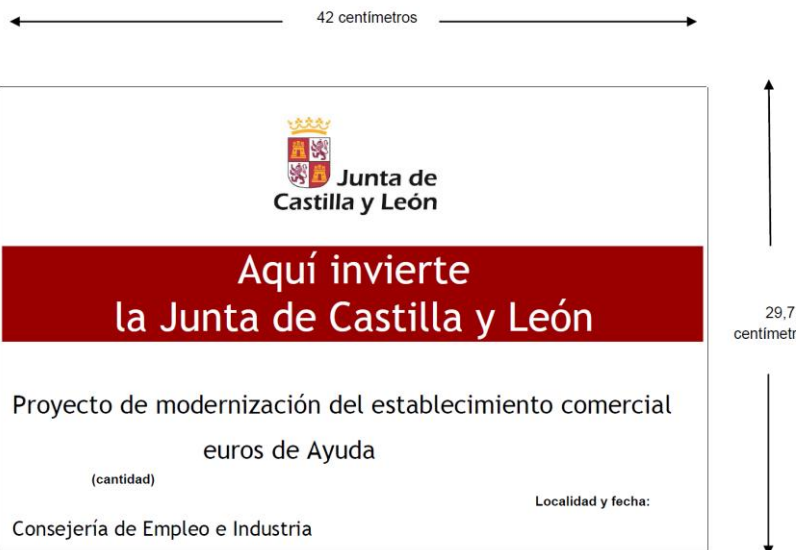 42 centímetros
Junta de
Castilla y León
Aquí invierte
la Junta de Castilla y León
29,7
Proyecto de modernización del establecimiento comercial
euros de Ayuda
(cantidad)
Localidad y fecha:
Consejería de Empleo e Industria